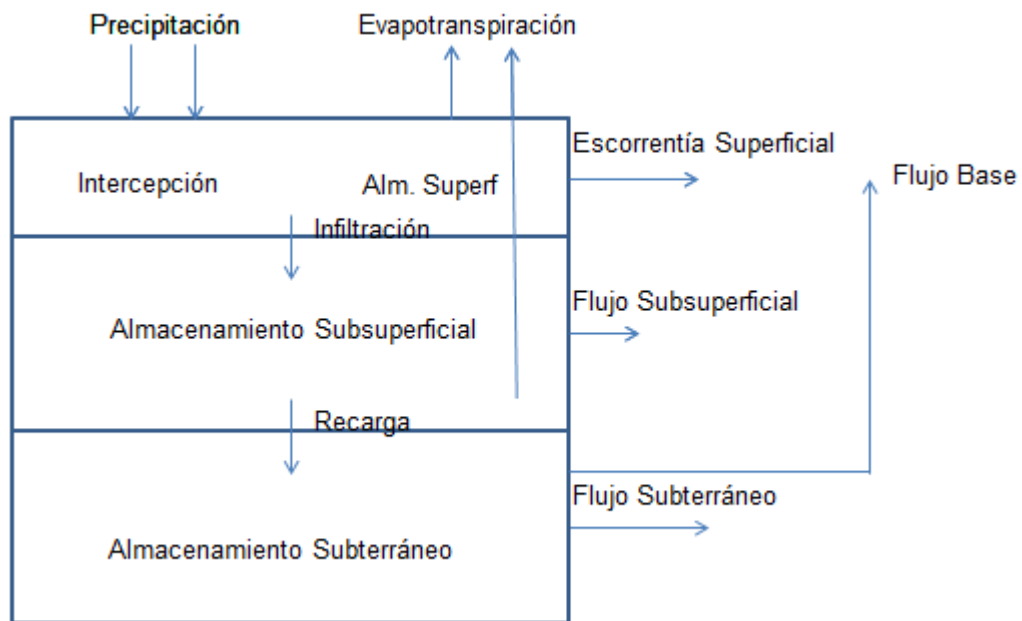 Precipitación
Evapotranspiración
Escorrentía Superficial
Flujo Base
Intercepción
Alm. Superf
Infiltración
Flujo Subsuperficial
Almacenamiento Subsuperficial
Recarga
Flujo Subterráneo
Almacenamiento Subterráneo